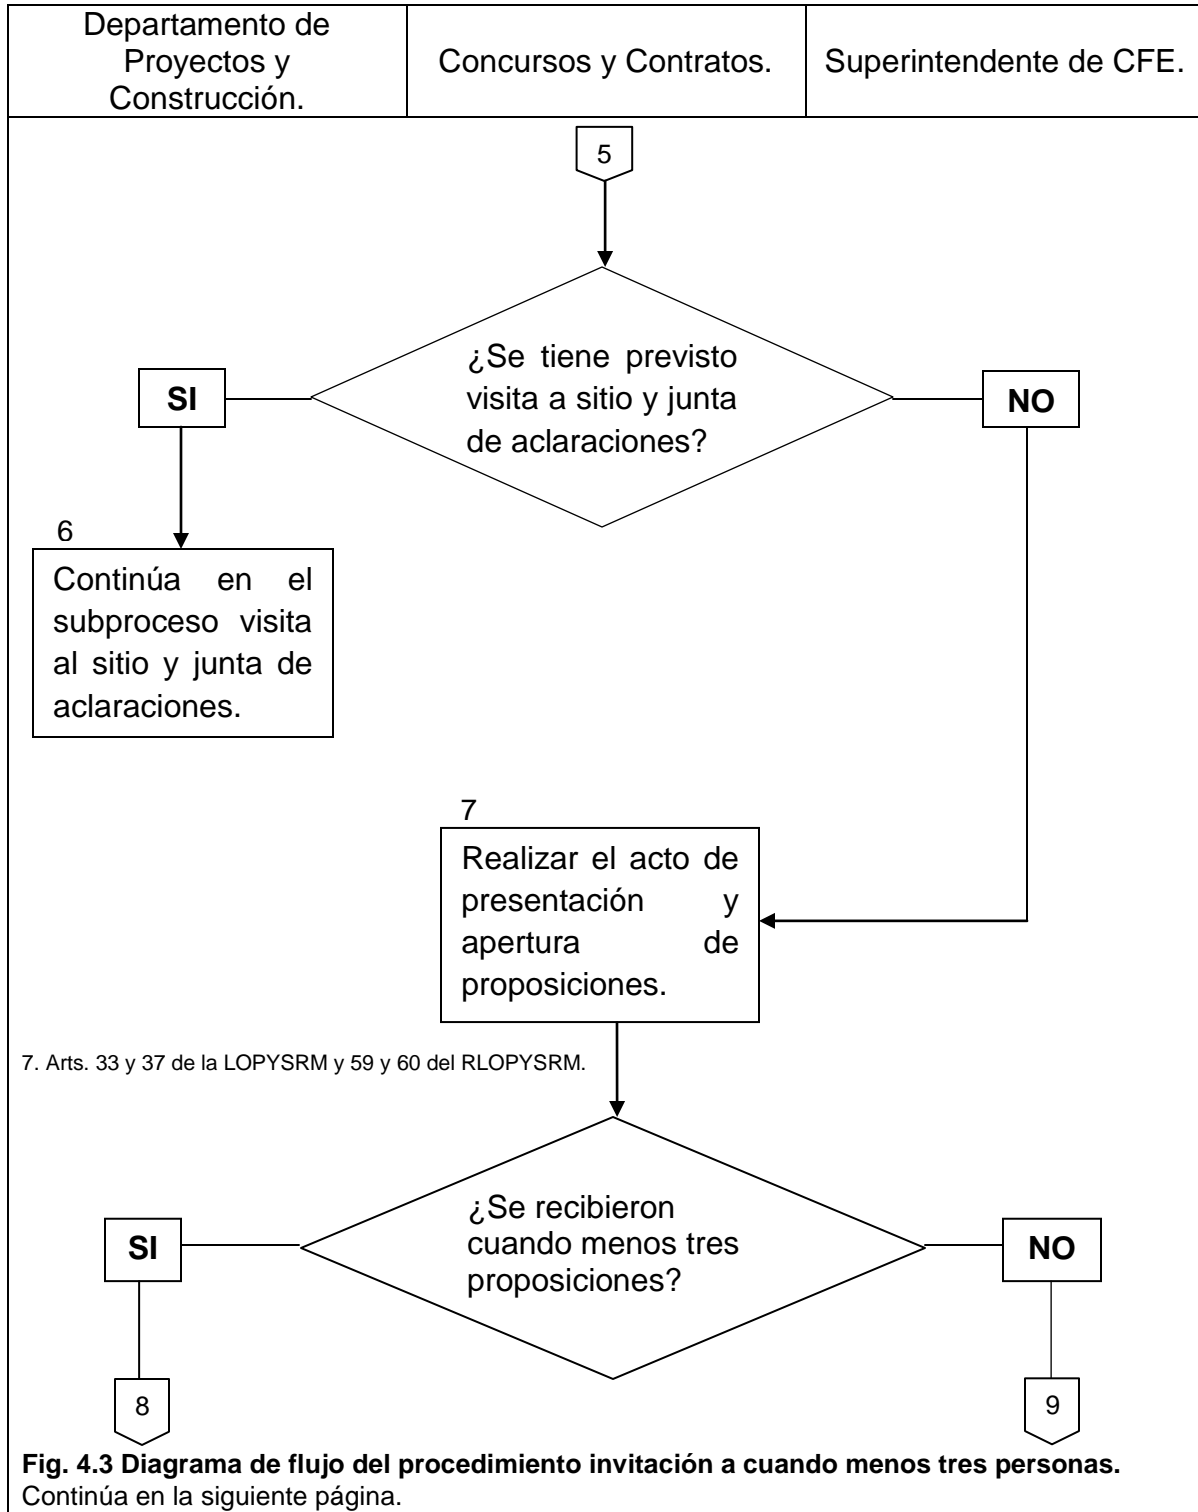 Departamento de
Proyectos y
Construcción.
Concursos y Contratos.
Superintendente de CFE.
5
¿Se tiene previsto
visita a sitio y junta
de aclaraciones?
SI
NO
6
Continúa en el
subproceso visita
al sitio y junta de
aclaraciones.
7
Realizar el acto de
presentación y
apertura de
proposiciones.
7. Arts. 33 y 37 de la LOPYSRM y 59 y 60 del RLOPYSRM.
¿Se recibieron
cuando menos tres
proposiciones?
SI
NO
8
9
Fig. 4.3 Diagrama de flujo del procedimiento invitación a cuando menos tres personas.
Continúa en la siguiente página.